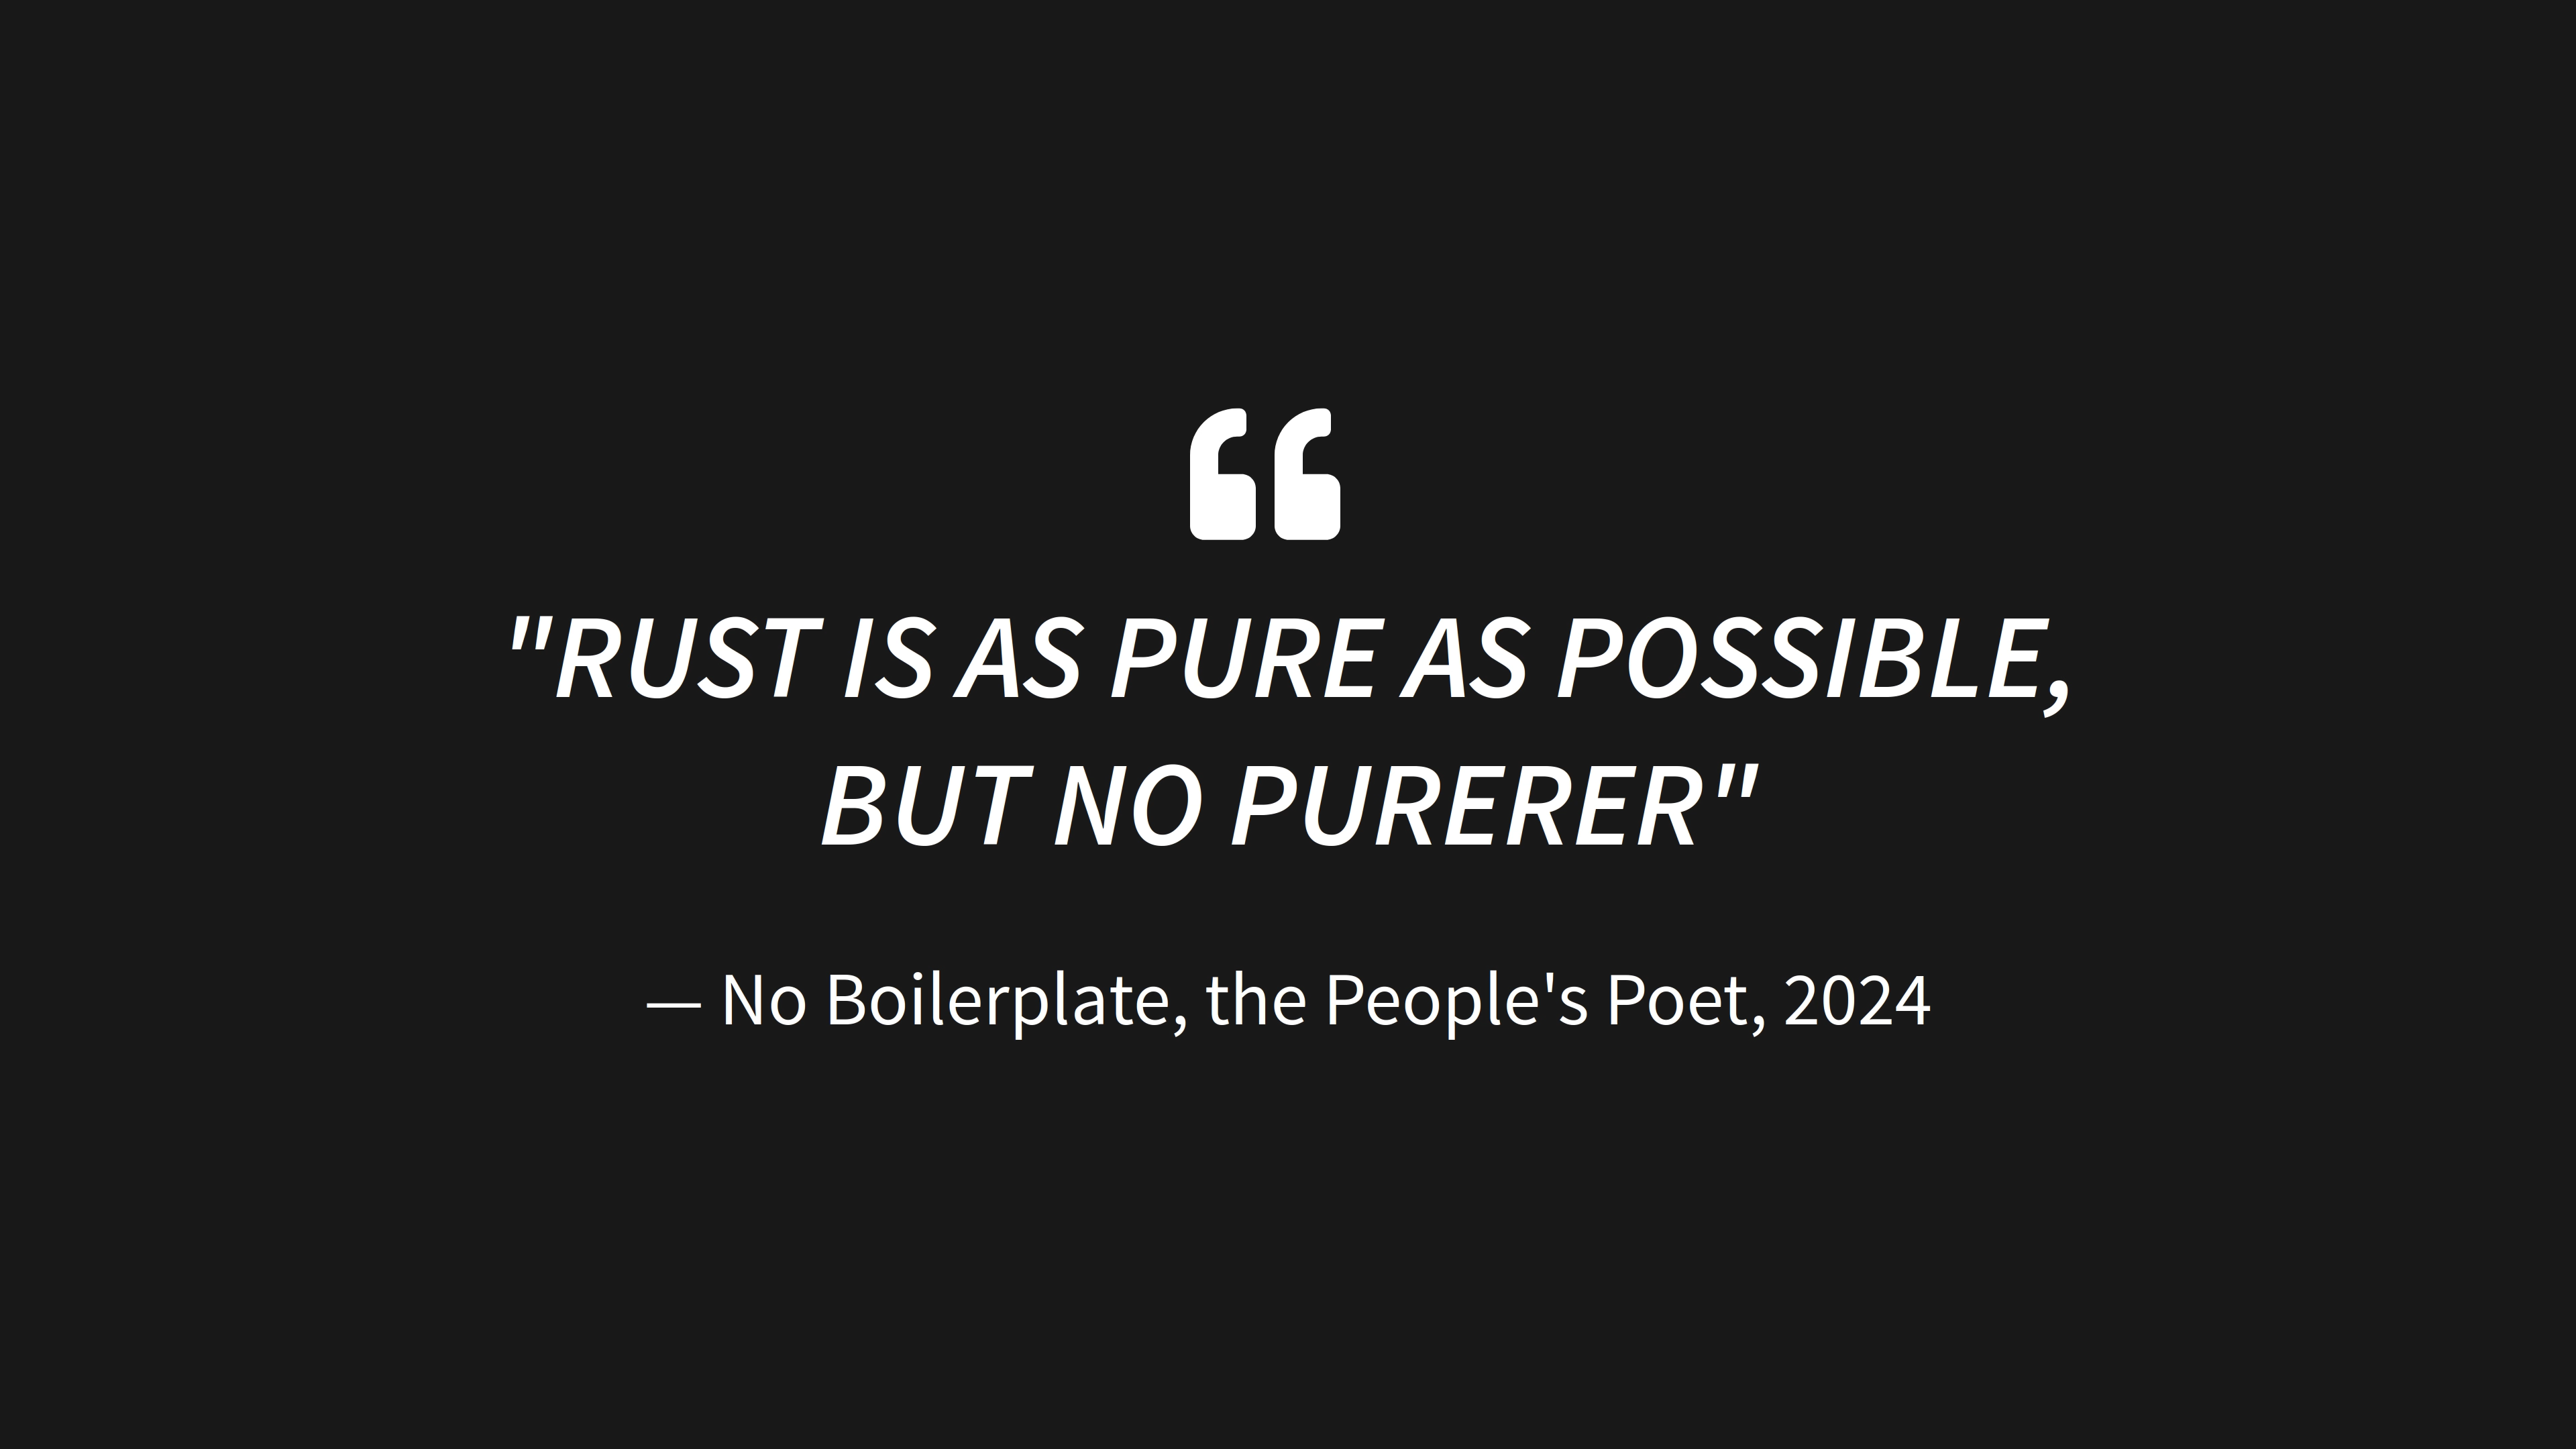 "RUST IS AS PURE AS POSSIBLE,
BUT NO PURERER"
— No Boilerplate, the People's Poet, 2024